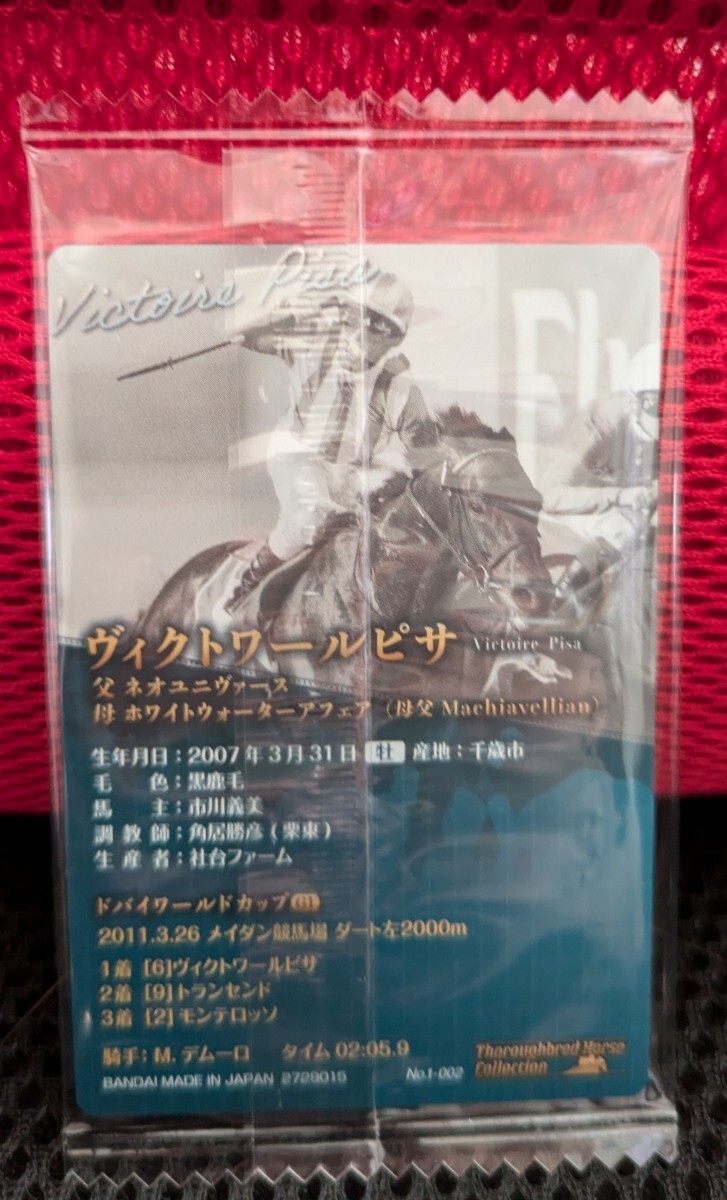 Victoire Pisa
ヴィクトワールピサ Victoire Pisa
父 ネオユニヴァース
母 ホワイトウォーターアフェア（母父 Machiavellian）
生年月日：2007年3月31日 牡 産地：千歳市
毛　　色：黒鹿毛
馬　　主：市川義美
調 教 師：角居勝彦（栗東）
生 産 者：社台ファーム
ドバイワールドカップ G1
2011.3.26 メイダン競馬場 ダート左2000m
1着 [6]ヴィクトワールピサ
2着 [9]トランセンド
3着 [2]モンテロッソ
騎手：M. デムーロ　タイム 02:05.9
BANDAI MADE IN JAPAN 2729015 No.1-002
Thoroughbred Horse
Collection